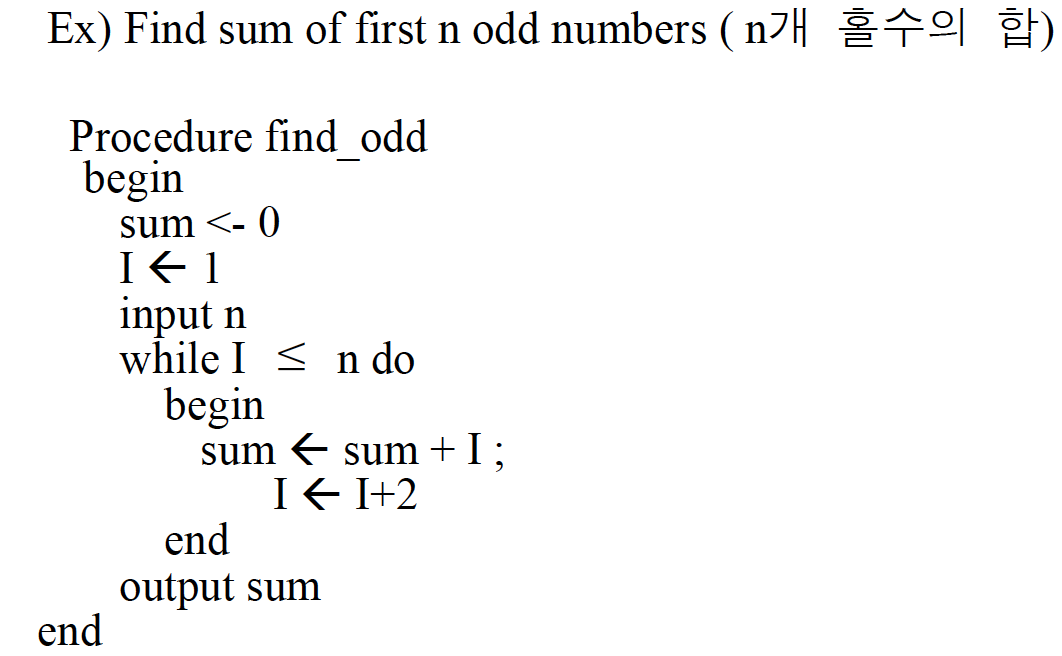 Ex) Find sum of first n odd numbers ( n개 홀수의 합)
Procedure find_odd
begin
sum <- 0
I ← 1
input n
while I ≤ n do
begin
sum ← sum + I ;
I ← I+2
end
output sum
end